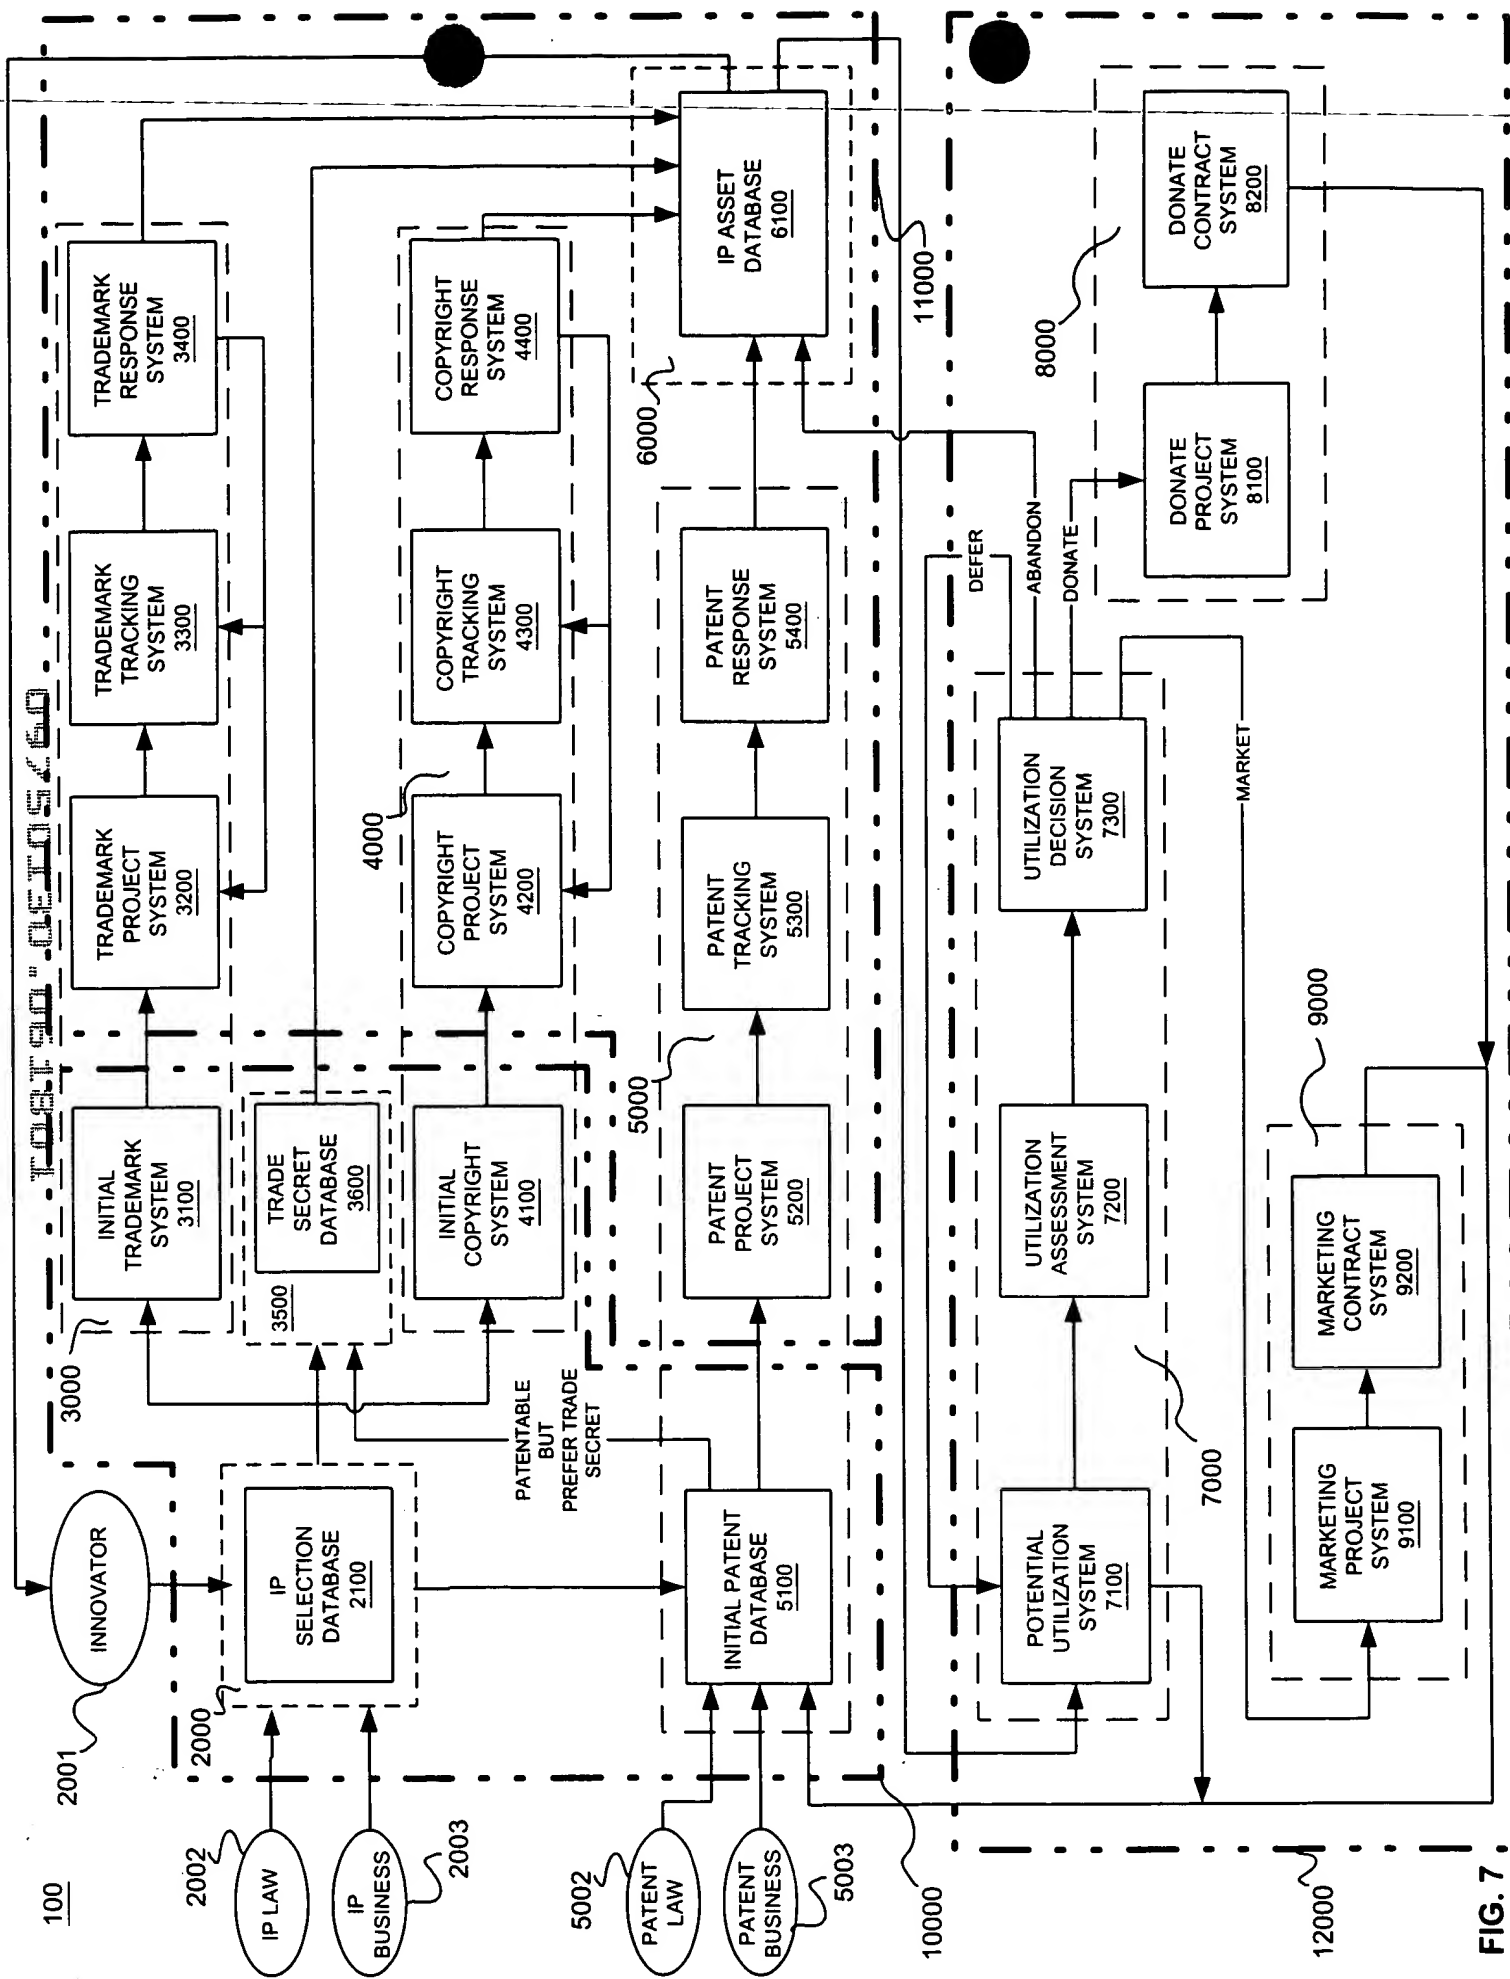 100
2001
INNOVATOR
2002
IP LAW
2003
IP
BUSINESS
2000
IP
SELECTION
DATABASE
2100
3000
INITIAL
TRADEMARK
SYSTEM
3100
TRADEMARK
PROJECT
SYSTEM
3200
TRADEMARK
TRACKING
SYSTEM
3300
TRADEMARK
RESPONSE
SYSTEM
3400
3500
TRADE
SECRET
DATABASE
3600
INITIAL
COPYRIGHT
SYSTEM
4100
4000
COPYRIGHT
PROJECT
SYSTEM
4200
COPYRIGHT
TRACKING
SYSTEM
4300
COPYRIGHT
RESPONSE
SYSTEM
4400
PATENTABLE
BUT
PREFER TRADE
SECRET
5002
PATENT
LAW
PATENT
BUSINESS
5003
INITIAL PATENT
DATABASE
5100
5000
PATENT
PROJECT
SYSTEM
5200
PATENT
TRACKING
SYSTEM
5300
PATENT
RESPONSE
SYSTEM
5400
6000
IP ASSET
DATABASE
6100
10000
11000
POTENTIAL
UTILIZATION
SYSTEM
7100
UTILIZATION
ASSESSMENT
SYSTEM
7200
UTILIZATION
DECISION
SYSTEM
7300
7000
DEFER
ABANDON
DONATE
MARKET
8000
DONATE
PROJECT
SYSTEM
8100
DONATE
CONTRACT
SYSTEM
8200
9000
MARKETING
PROJECT
SYSTEM
9100
MARKETING
CONTRACT
SYSTEM
9200
12000
FIG. 7